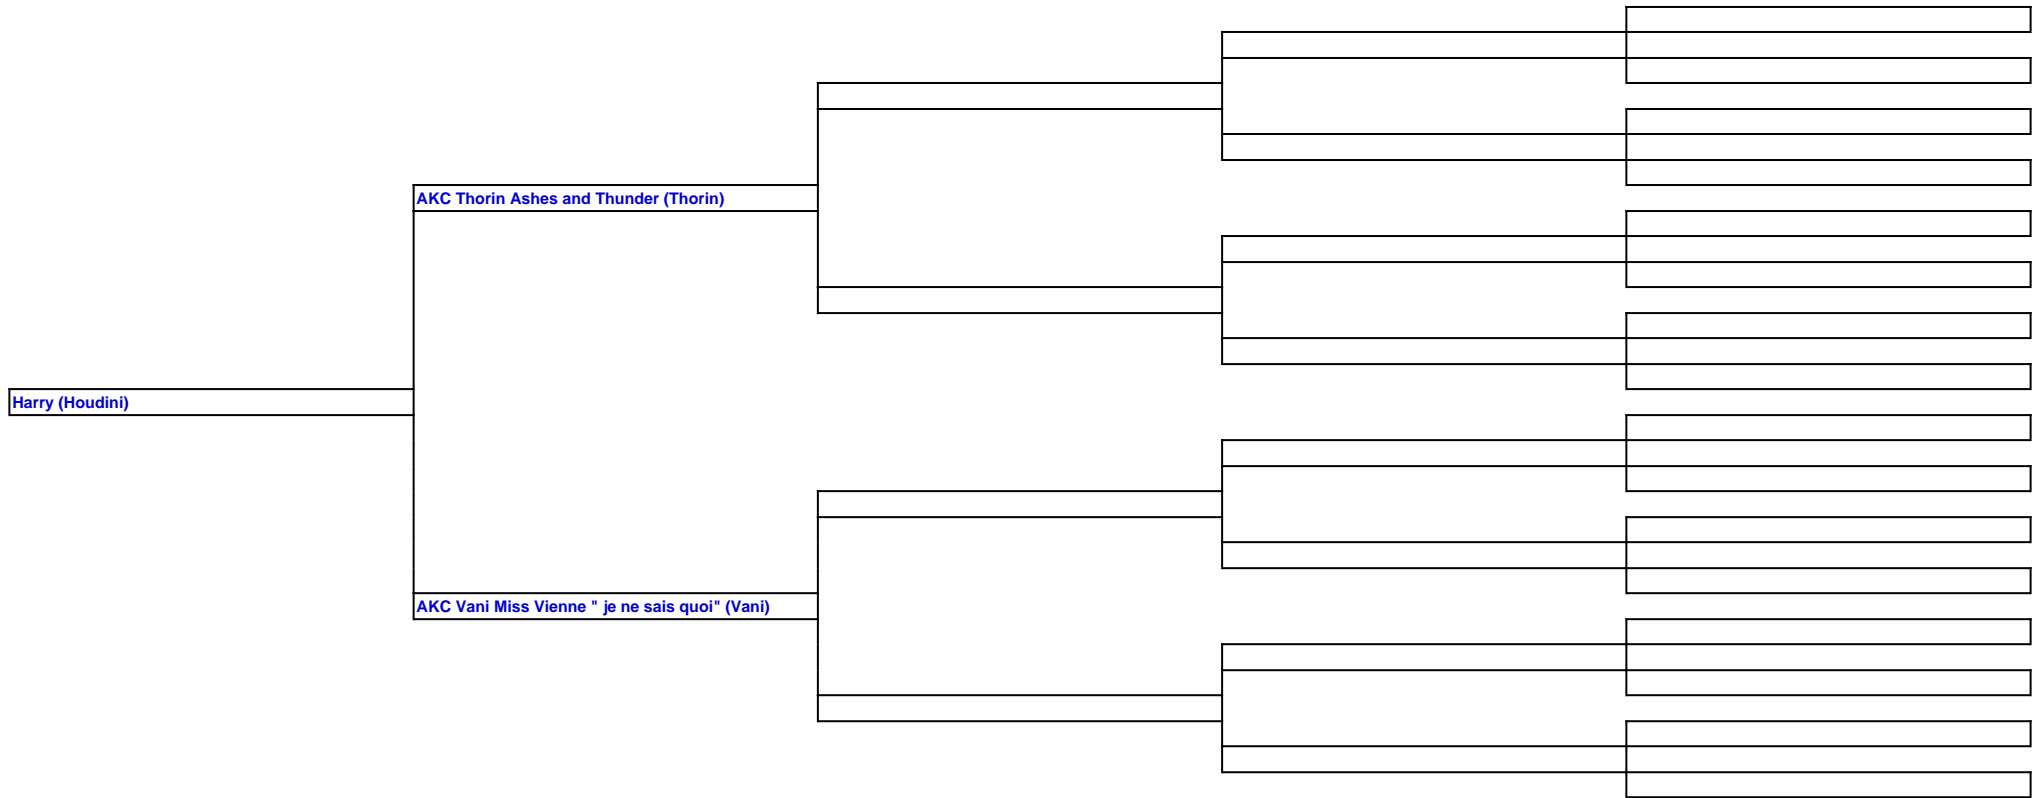 AKC Thorin Ashes and Thunder (Thorin)
Harry (Houdini)
AKC Vani Miss Vienne " je ne sais quoi" (Vani)